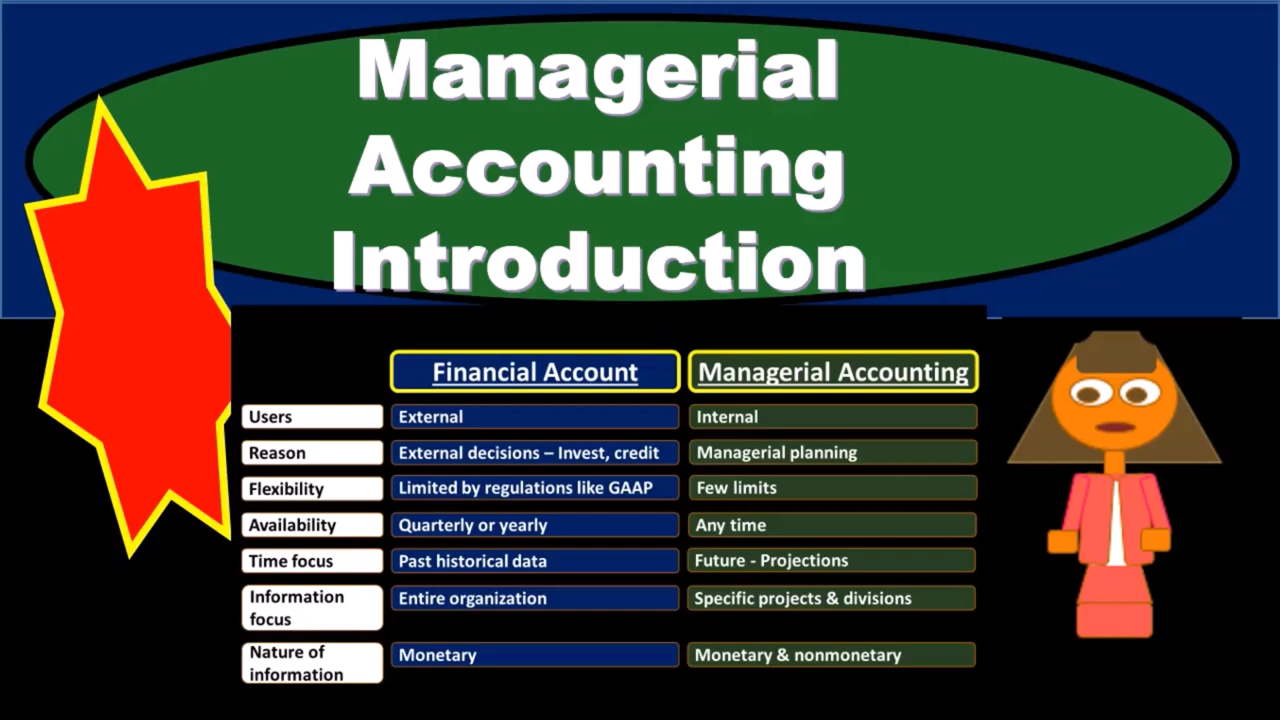 Managerial
Accounting
Introduction
Financial Account
Managerial Accounting
Users
External
Internal
Reason
External decisions – Invest, credit
Managerial planning
Flexibility
Limited by regulations like GAAP
Few limits
Availability
Quarterly or yearly
Any time
Time focus
Past historical data
Future - Projections
Information
focus
Entire organization
Specific projects & divisions
Nature of
information
Monetary
Monetary & nonmonetary